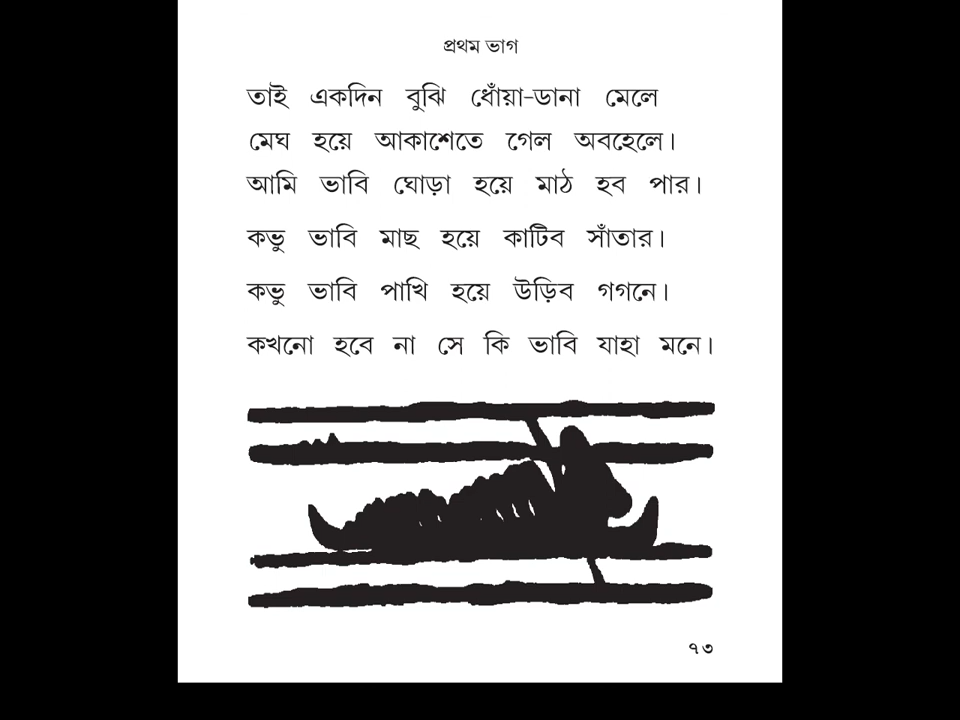 প্রথম ভাগ
তাই একদিন বুঝি ধোঁয়া-ডানা মেলে
মেঘ হয়ে আকাশেতে গেল অবহেলে।
আমি ভাবি ঘোড়া হয়ে মাঠ হব পার।
কভু ভাবি মাছ হয়ে কাটিব সাঁতার।
কভু ভাবি পাখি হয়ে উড়িব গগনে।
কখনো হবে না সে কি ভাবি যাহা মনে।
৭৩